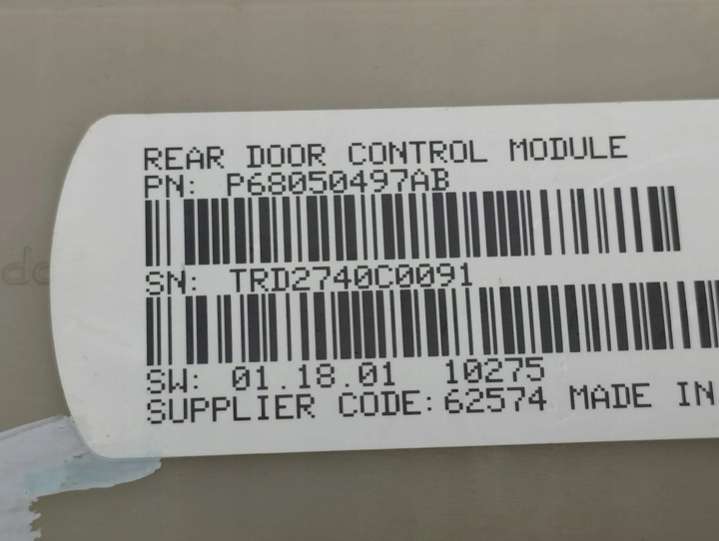 REAR DOOR CONTROL MODULE
PN: P68050497AB
SN: TRD2740C0091
SW: 01.18.01 10275
SUPPLIER CODE:62574 MADE IN